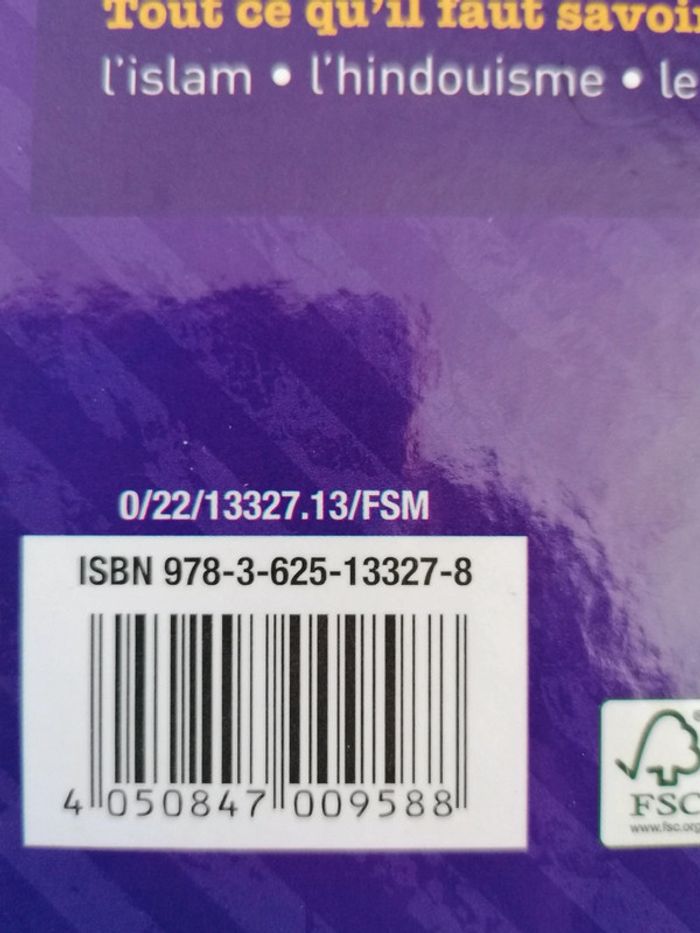 Tout ce qu'il faut savoir
l'islam • l'hindouisme • le
0/22/13327.13/FSM
ISBN 978-3-625-13327-8
4 050847 009588
FSC
www.fsc.org